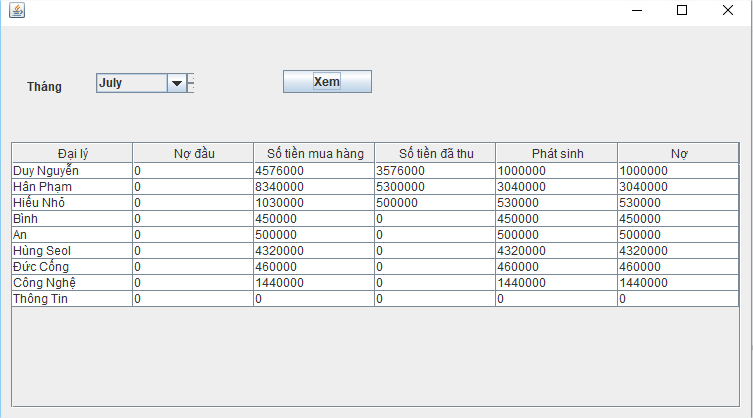 Tháng July Xem
Đại lý Nợ đầu Số tiền mua hàng Số tiền đã thu Phát sinh Nợ
Duy Nguyễn 0 4576000 3576000 1000000 1000000
Hân Phạm 0 8340000 5300000 3040000 3040000
Hiếu Nhỏ 0 1030000 500000 530000 530000
Bình 0 450000 0 450000 450000
An 0 500000 0 500000 500000
Hùng Seol 0 4320000 0 4320000 4320000
Đức Cống 0 460000 0 460000 460000
Công Nghệ 0 1440000 0 1440000 1440000
Thông Tin 0 0 0 0 0